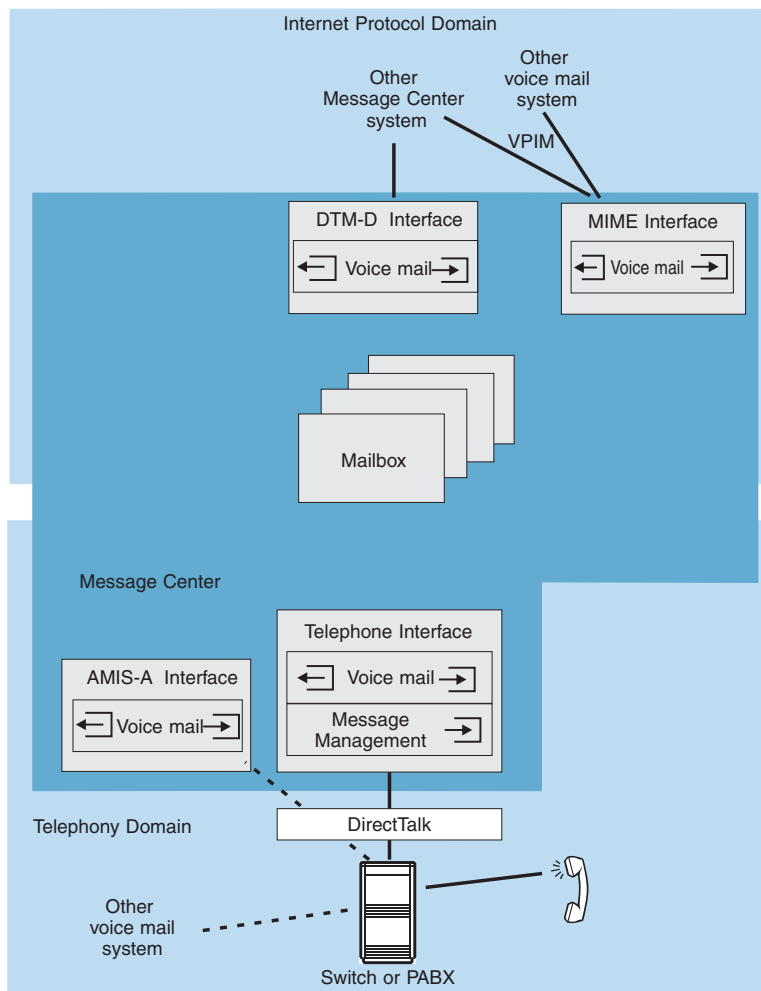 Internet Protocol Domain
Other
Message Center
system
Other
voice mail
system
VPIM
DTM-D Interface
Voice mail
MIME Interface
Voice mail
Mailbox
Message Center
Telephone Interface
Voice mail
Message
Management
AMIS-A Interface
Voice mail
DirectTalk
Telephony Domain
Other
voice mail
system
Switch or PABX